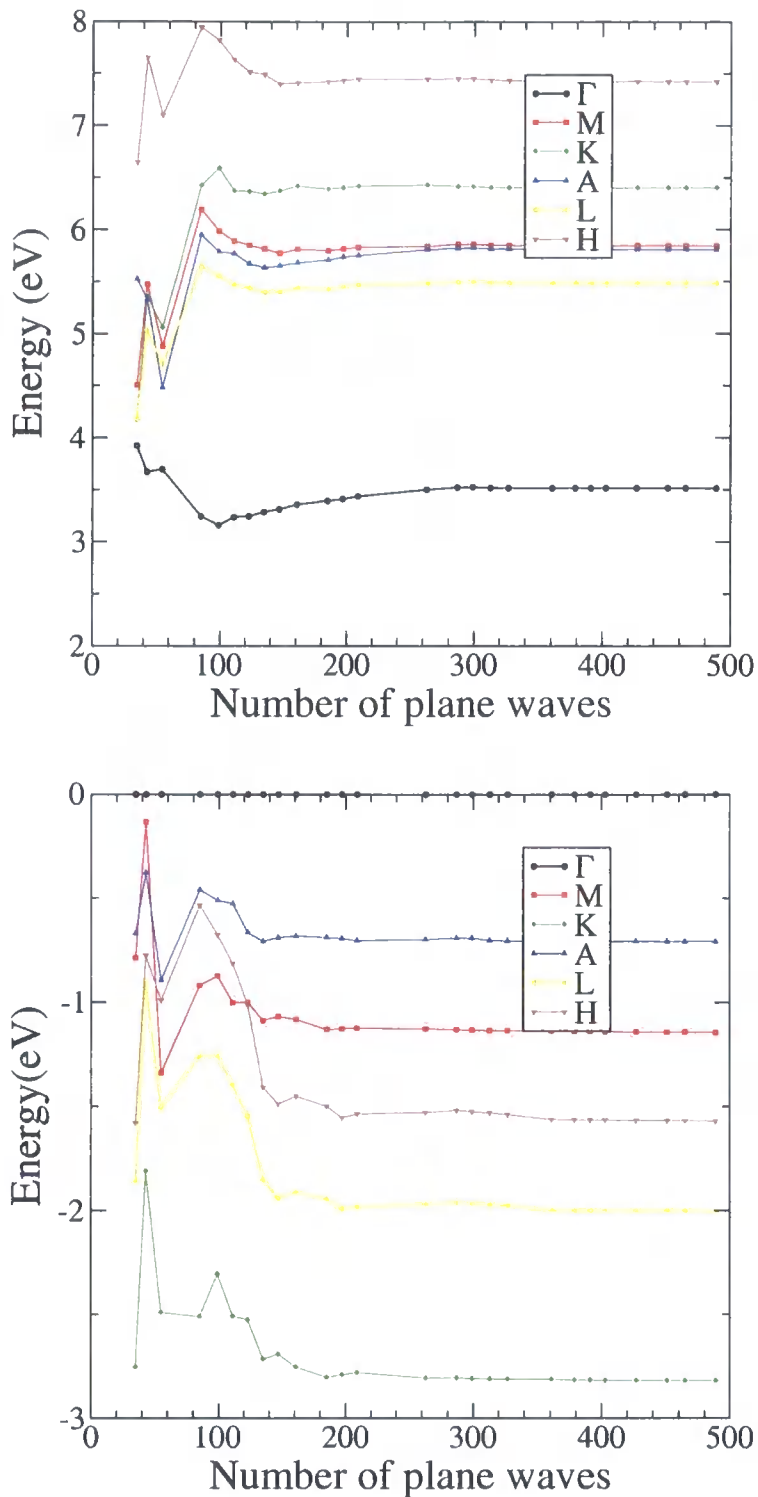 8
7
6
5
4
3
2
Energy (eV)
Γ
M
K
A
L
H
0 100 200 300 400 500
Number of plane waves
0
-1
-2
-3
Energy(eV)
Γ
M
K
A
L
H
0 100 200 300 400 500
Number of plane waves